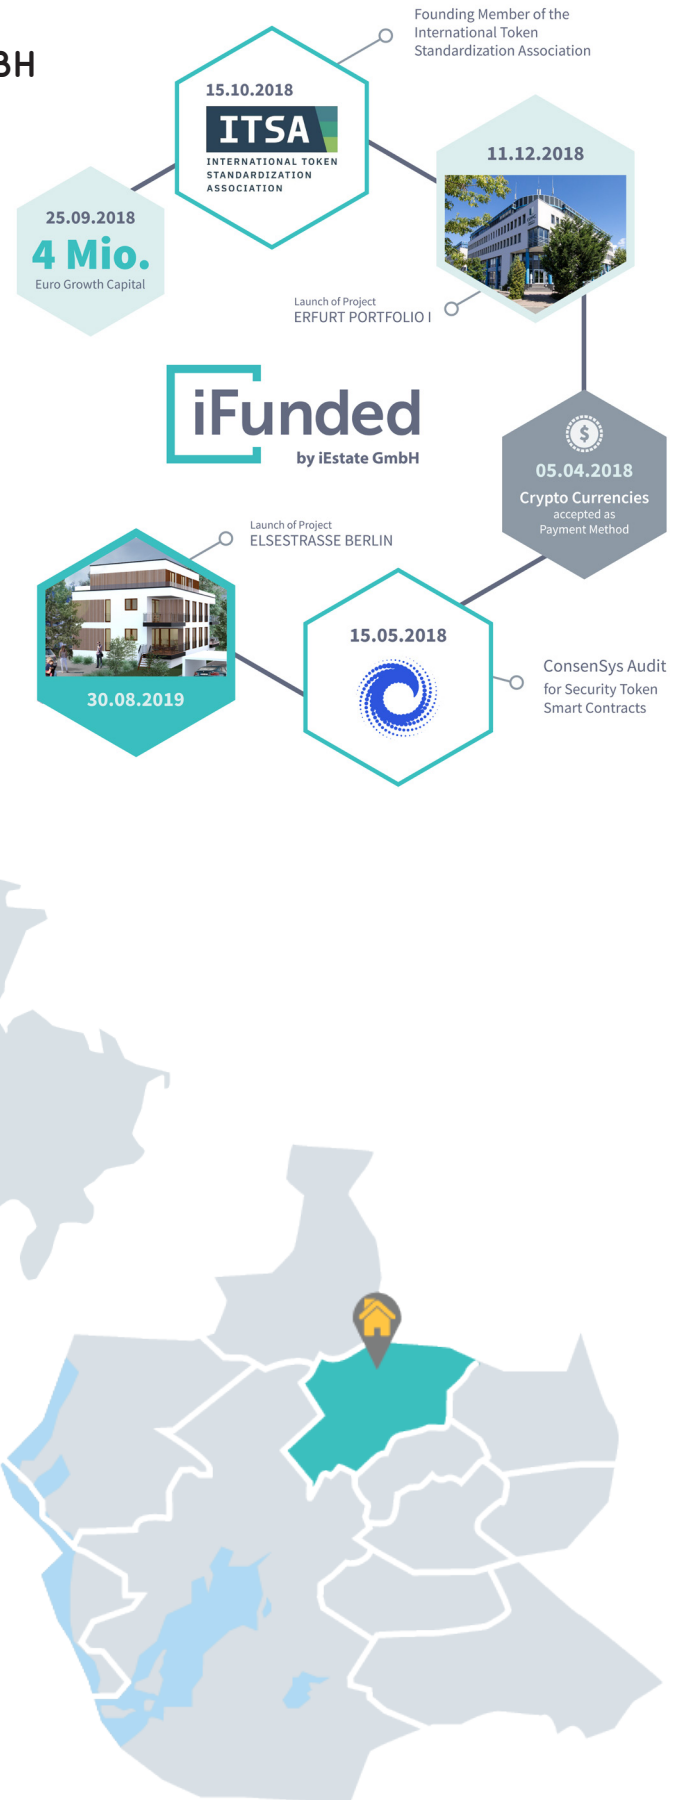 BH
Founding Member of the
International Token
Standardization Association
15.10.2018
ITSA
INTERNATIONAL TOKEN
STANDARDIZATION
ASSOCIATION
11.12.2018
25.09.2018
4 Mio.
Euro Growth Capital
Launch of Project
ERFURT PORTFOLIO I
iFunded
by iEstate GmbH
$
05.04.2018
Crypto Currencies
accepted as
Payment Method
Launch of Project
ELSESTRASSE BERLIN
15.05.2018
ConsenSys Audit
for Security Token
Smart Contracts
30.08.2019